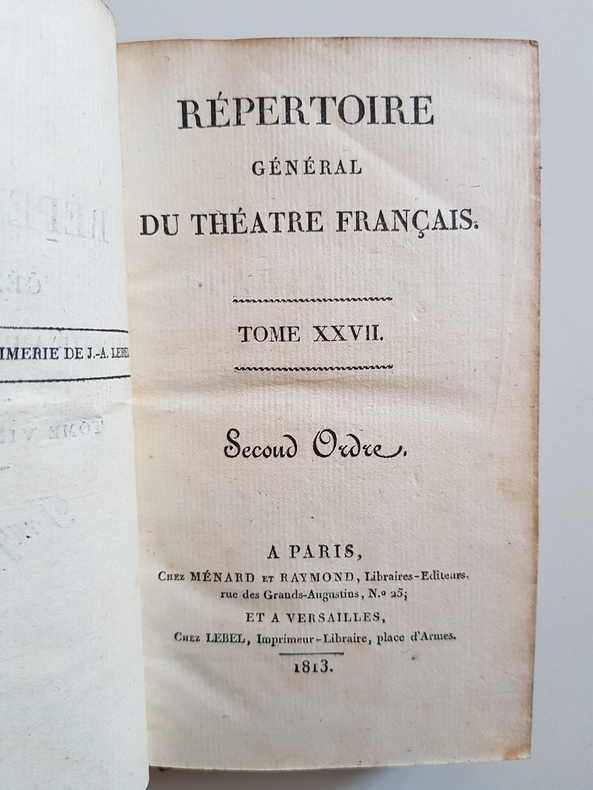 IMERIE DE J.-A. LEBEL
RÉPERTOIRE
GÉNÉRAL
DU THÉATRE FRANÇAIS.
TOME XXVII.
Second Ordre.
A PARIS,
Chez MÉNARD et RAYMOND, Libraires-Editeurs,
rue des Grands-Augustins, N.º 25;
ET A VERSAILLES,
Chez LEBEL, Imprimeur-Libraire, place d'Armes.
1813.